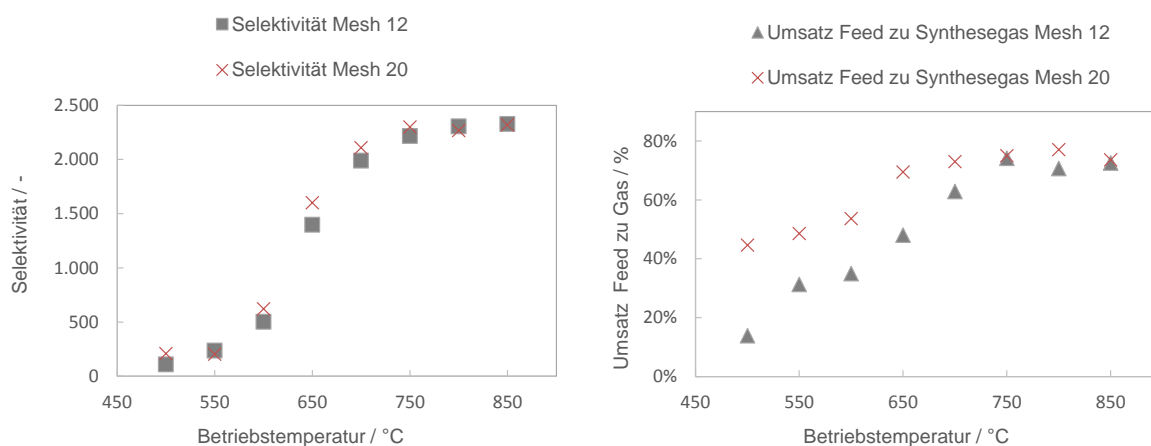 Selektivität Mesh 12
Selektivität Mesh 20
2.500
2.000
1.500
1.000
500
0
450
550
650
750
850
Selektivität / -
Betriebstemperatur / °C
Umsatz Feed zu Synthesegas Mesh 12
Umsatz Feed zu Synthesegas Mesh 20
80%
60%
40%
20%
0%
450
550
650
750
850
Umsatz Feed zu Gas / %
Betriebstemperatur / °C